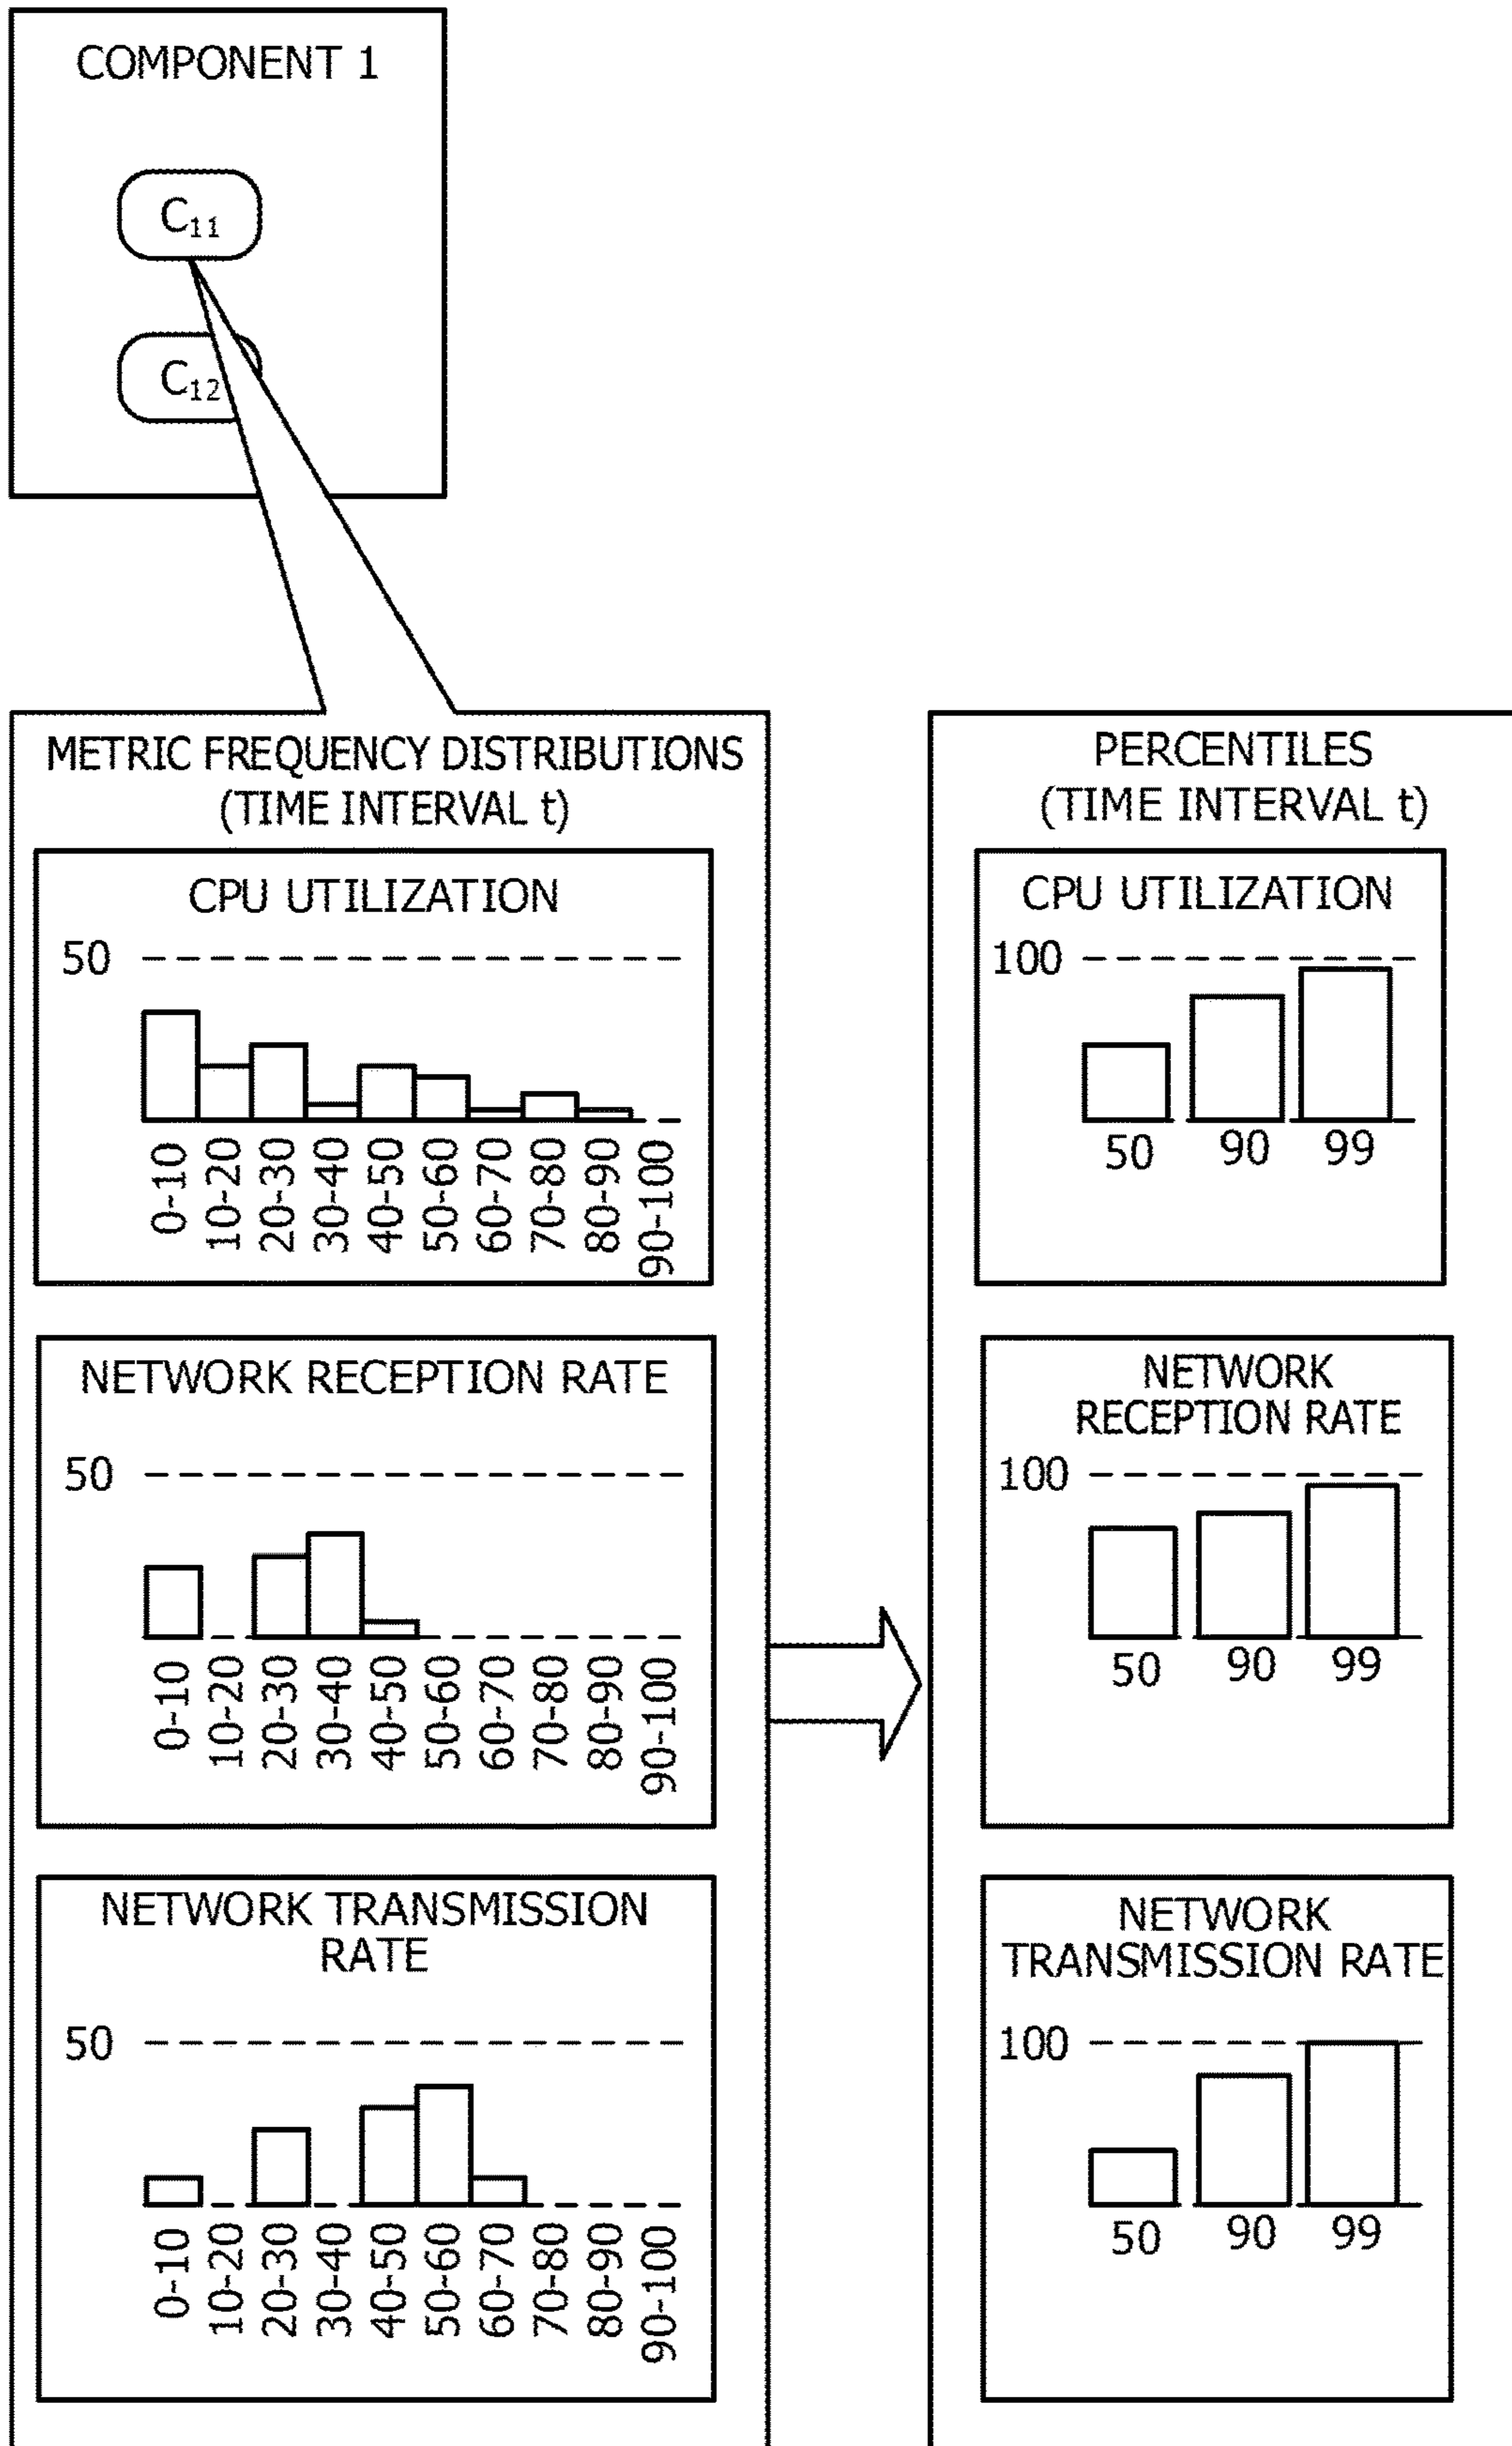 COMPONENT 1
C₁₁
C₁₂
METRIC FREQUENCY DISTRIBUTIONS
(TIME INTERVAL t)
CPU UTILIZATION
50
0-10
10-20
20-30
30-40
40-50
50-60
60-70
70-80
80-90
90-100
NETWORK RECEPTION RATE
50
0-10
10-20
20-30
30-40
40-50
50-60
60-70
70-80
80-90
90-100
NETWORK TRANSMISSION
RATE
50
0-10
10-20
20-30
30-40
40-50
50-60
60-70
70-80
80-90
90-100
PERCENTILES
(TIME INTERVAL t)
CPU UTILIZATION
100
50 90 99
NETWORK
RECEPTION RATE
100
50 90 99
NETWORK
TRANSMISSION RATE
100
50 90 99